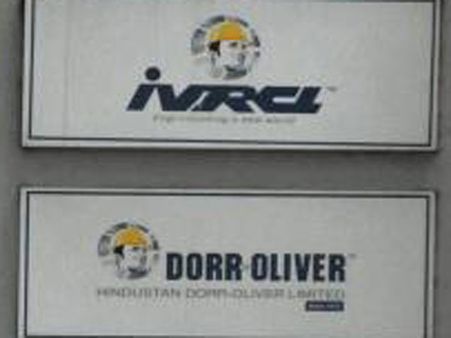 IVRCL
DORR-OLIVER
HINDUSTAN DORR-OLIVER LIMITED